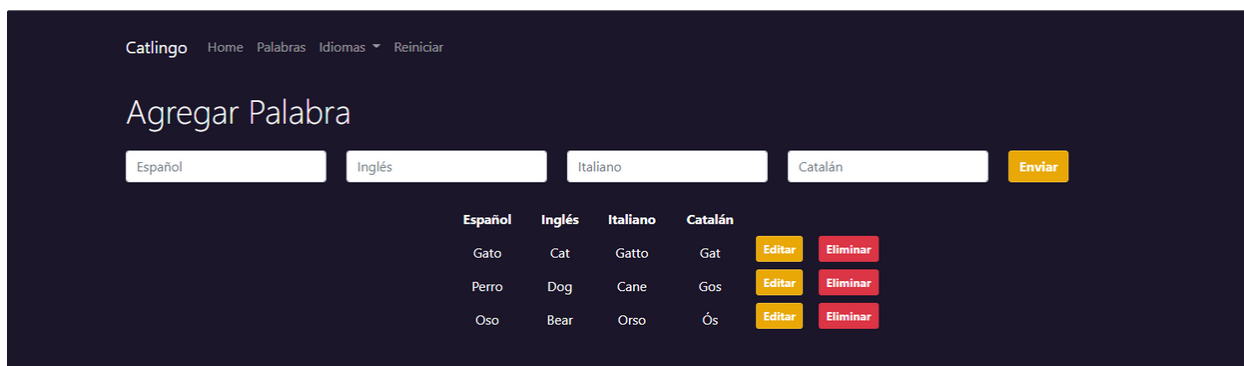 Catlingo Home Palabras Idiomas Reiniciar
Agregar Palabra
Español Inglés Italiano Catalán Enviar
Español Inglés Italiano Catalán
Gato Cat Gatto Gat Editar Eliminar
Perro Dog Cane Gos Editar Eliminar
Oso Bear Orso Ós Editar Eliminar